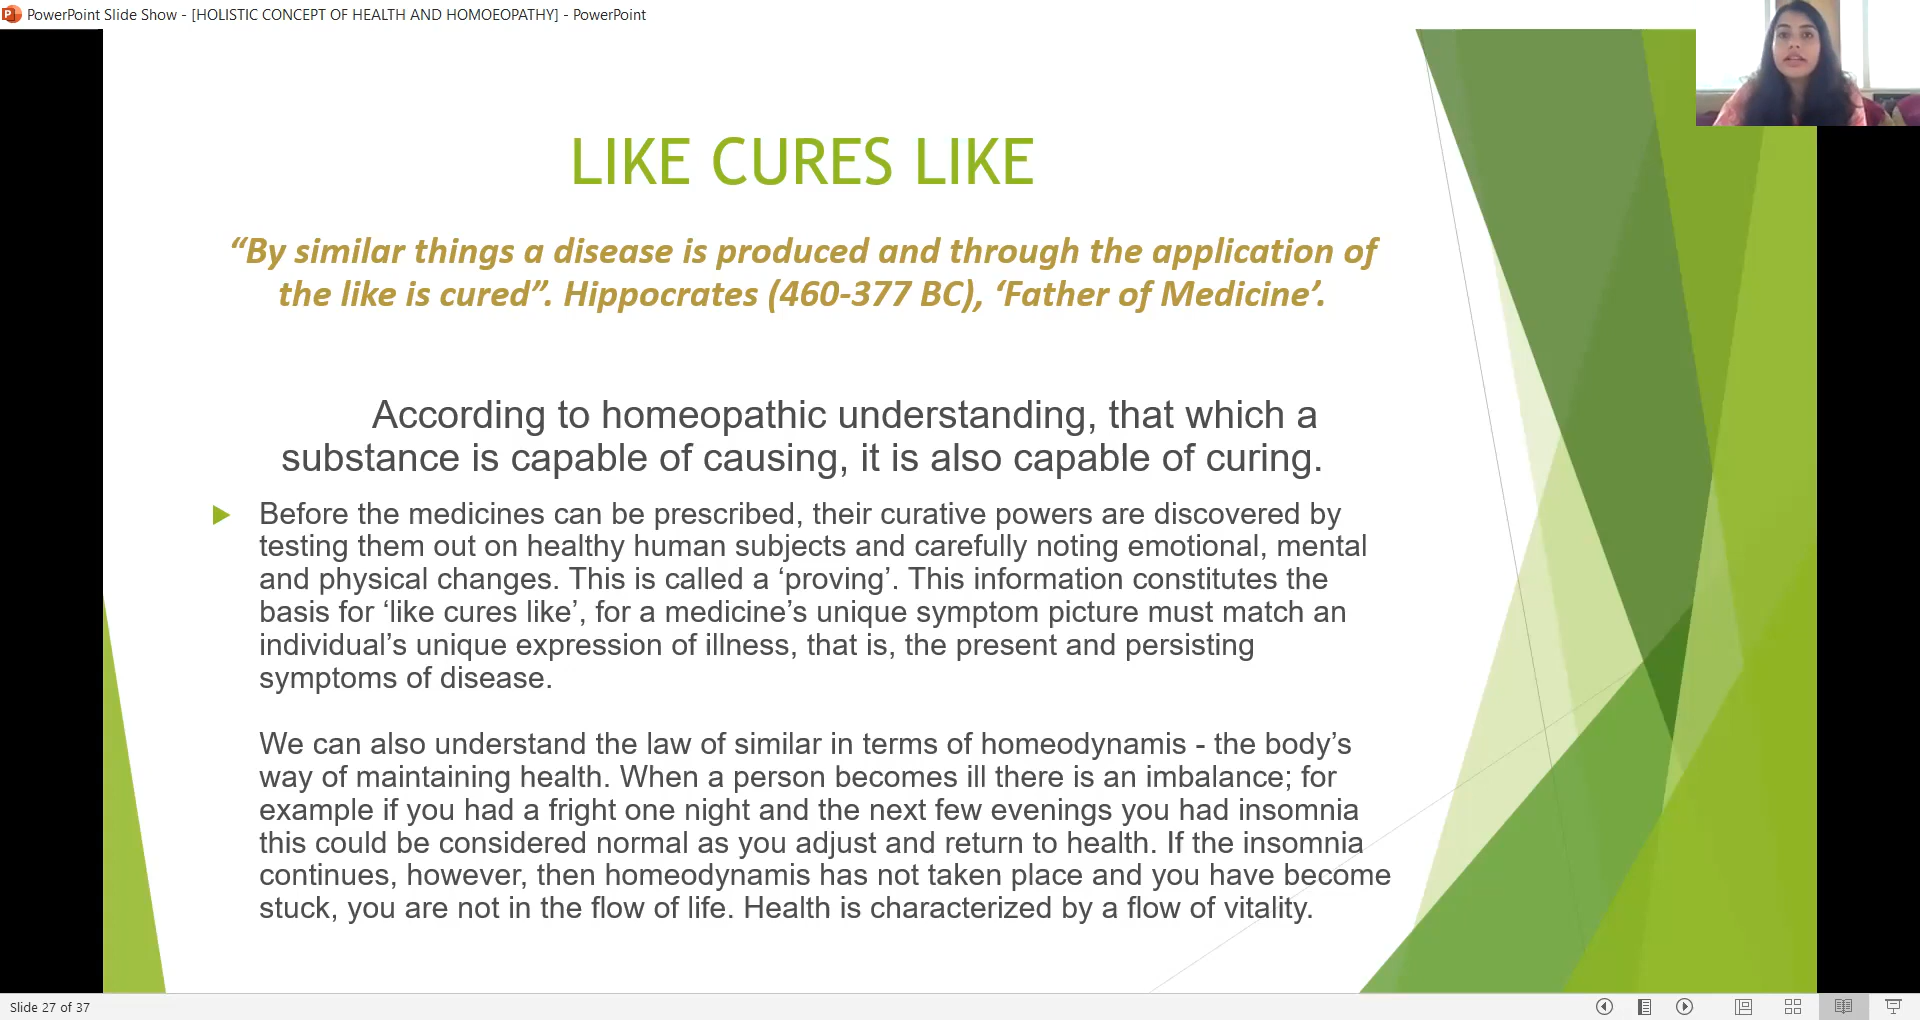 PowerPoint Slide Show - [HOLISTIC CONCEPT OF HEALTH AND HOMOEOPATHY] - PowerPoint
LIKE CURES LIKE
“By similar things a disease is produced and through the application of
the like is cured”. Hippocrates (460-377 BC), ‘Father of Medicine’.
According to homeopathic understanding, that which a
substance is capable of causing, it is also capable of curing.
Before the medicines can be prescribed, their curative powers are discovered by
testing them out on healthy human subjects and carefully noting emotional, mental
and physical changes. This is called a ‘proving’. This information constitutes the
basis for ‘like cures like’, for a medicine’s unique symptom picture must match an
individual’s unique expression of illness, that is, the present and persisting
symptoms of disease.
We can also understand the law of similar in terms of homeodynamis - the body’s
way of maintaining health. When a person becomes ill there is an imbalance; for
example if you had a fright one night and the next few evenings you had insomnia
this could be considered normal as you adjust and return to health. If the insomnia
continues, however, then homeodynamis has not taken place and you have become
stuck, you are not in the flow of life. Health is characterized by a flow of vitality.
Slide 27 of 37